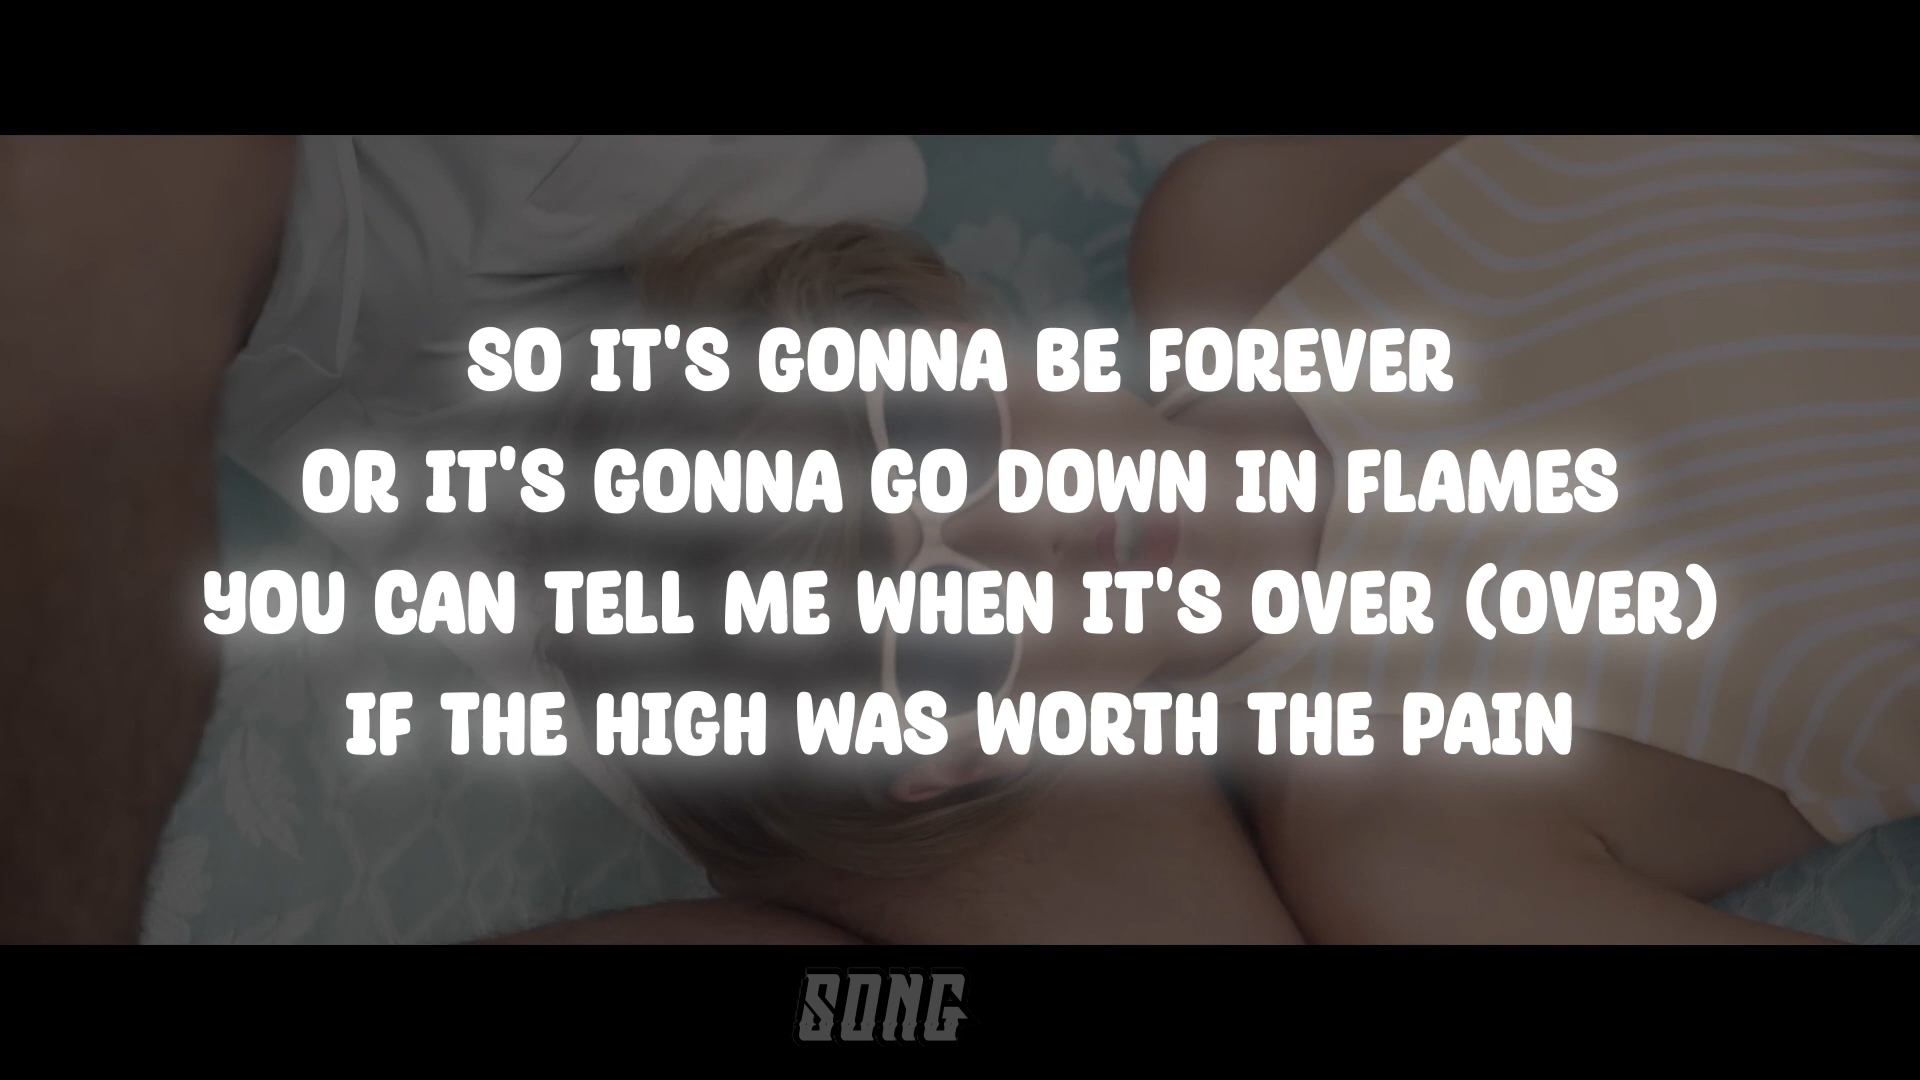 SO IT'S GONNA BE FOREVER
OR IT'S GONNA GO DOWN IN FLAMES
YOU CAN TELL ME WHEN IT'S OVER (OVER)
IF THE HIGH WAS WORTH THE PAIN
SONG